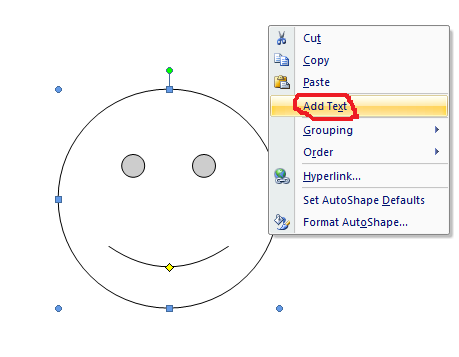 Cut
Copy
Paste
Add Text
Grouping
Order
Hyperlink...
Set AutoShape Defaults
Format AutoShape...